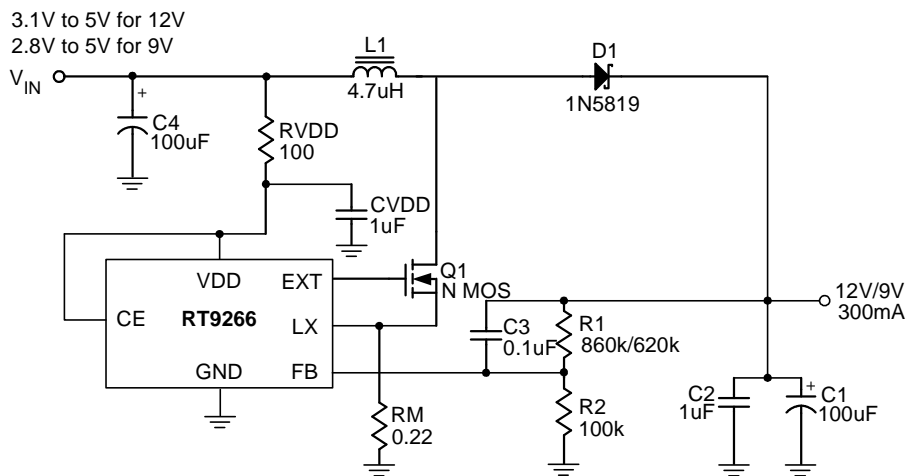 3.1V to 5V for 12V
2.8V to 5V for 9V
VIN
L1
4.7uH
D1
1N5819
+
C4
100uF
RVDD
100
CVDD
1uF
VDD
EXT
Q1
N MOS
CE
RT9266
LX
GND
FB
C3
0.1uF
R1
860k/620k
12V/9V
300mA
RM
0.22
R2
100k
C2
1uF
+
C1
100uF